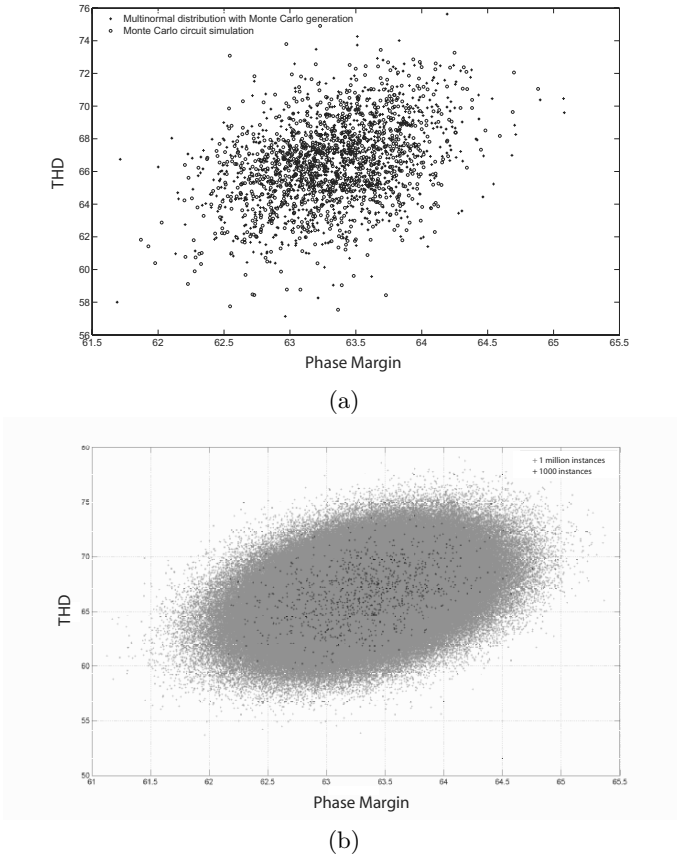 76
Multinormal distribution with Monte Carlo generation
Monte Carlo circuit simulation
74
72
70
68
66
64
62
60
58
56
THD
61.5 62 62.5 63 63.5 64 64.5 65 65.5
Phase Margin
(a)
80
+ 1 million instances
+ 1000 instances
75
70
65
60
55
50
THD
61 61.5 62 62.5 63 63.5 64 64.5 65 65.5
Phase Margin
(b)